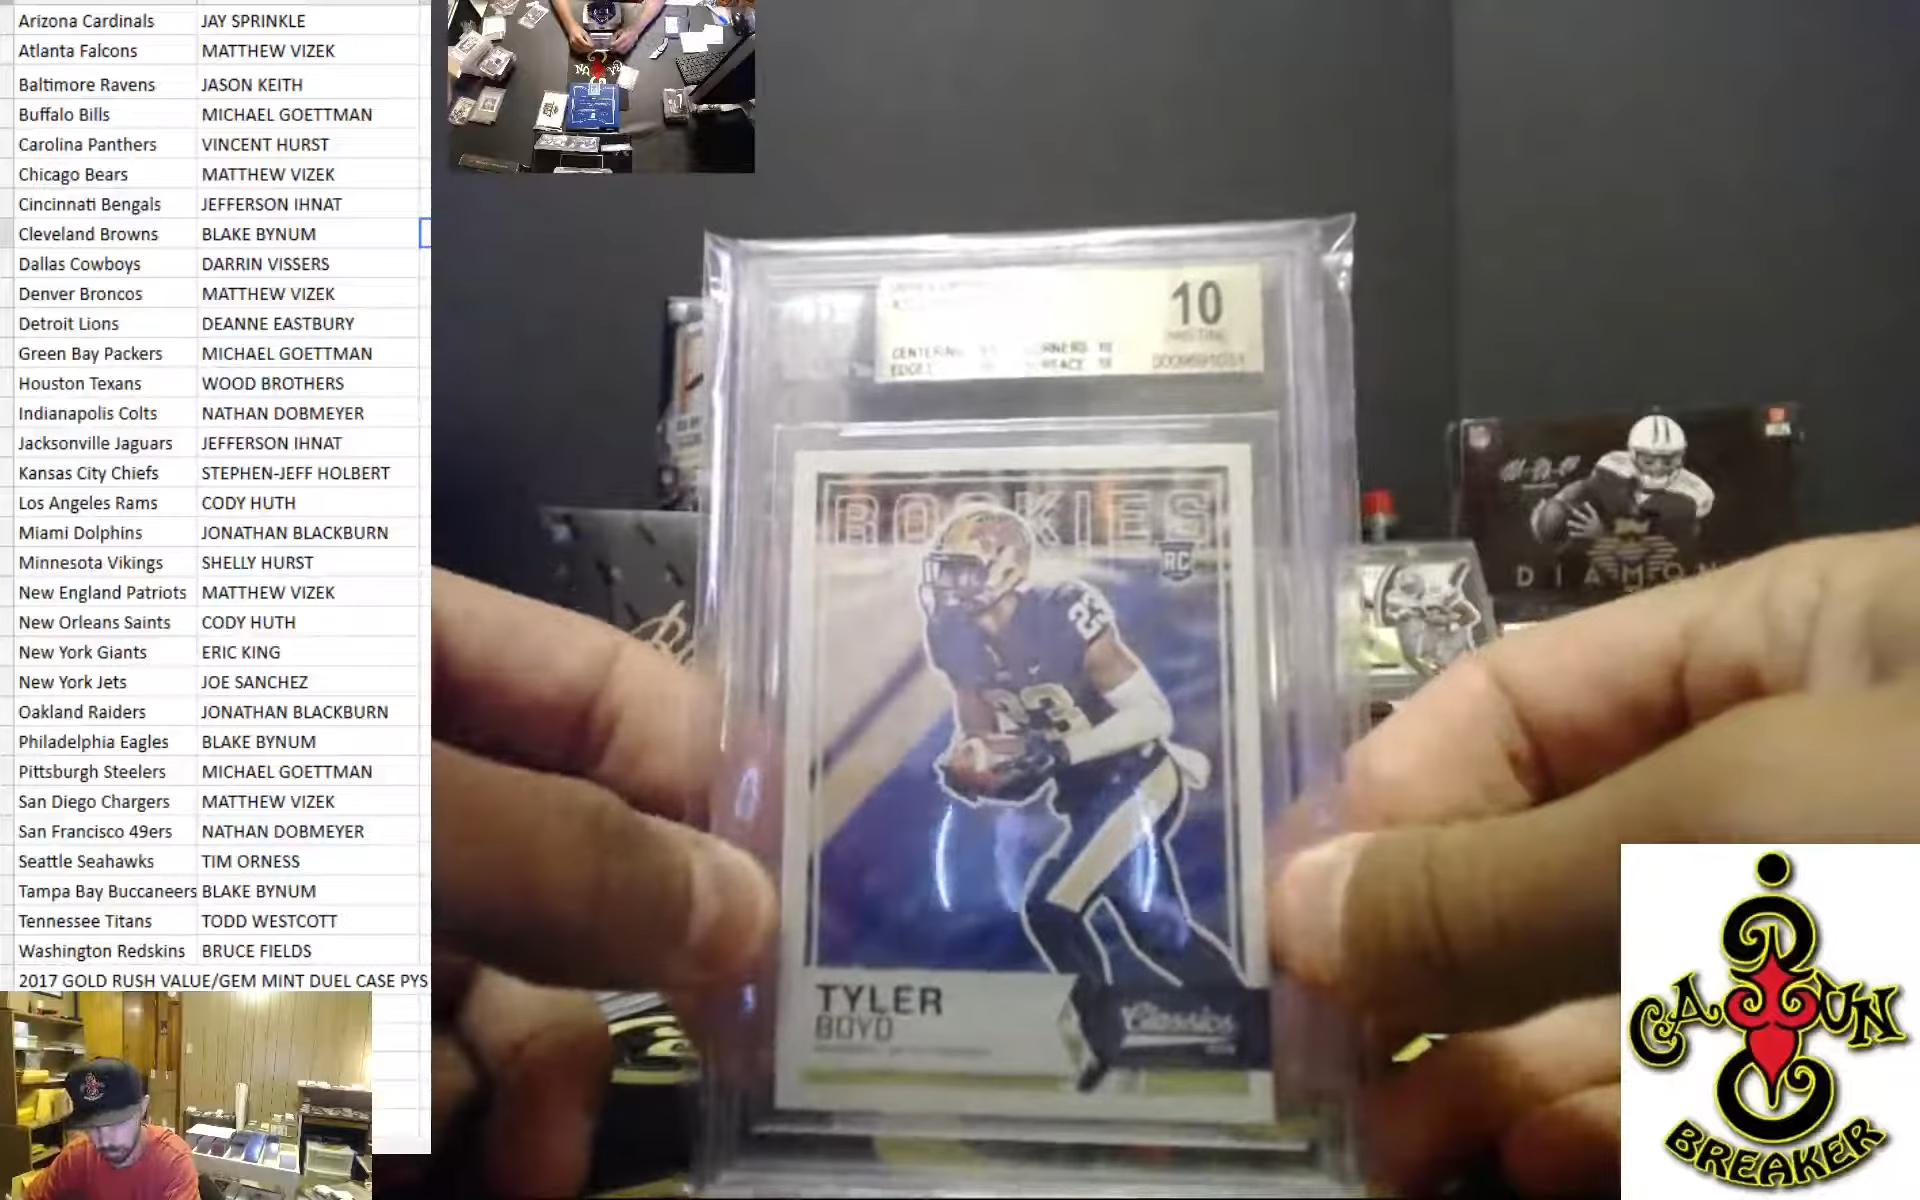 Arizona Cardinals JAY SPRINKLE
Atlanta Falcons MATTHEW VIZEK
Baltimore Ravens JASON KEITH
Buffalo Bills MICHAEL GOETTMAN
Carolina Panthers VINCENT HURST
Chicago Bears MATTHEW VIZEK
Cincinnati Bengals JEFFERSON IHNAT
Cleveland Browns BLAKE BYNUM
Dallas Cowboys DARRIN VISSERS
Denver Broncos MATTHEW VIZEK
Detroit Lions DEANNE EASTBURY
Green Bay Packers MICHAEL GOETTMAN
Houston Texans WOOD BROTHERS
Indianapolis Colts NATHAN DOBMEYER
Jacksonville Jaguars JEFFERSON IHNAT
Kansas City Chiefs STEPHEN-JEFF HOLBERT
Los Angeles Rams CODY HUTH
Miami Dolphins JONATHAN BLACKBURN
Minnesota Vikings SHELLY HURST
New England Patriots MATTHEW VIZEK
New Orleans Saints CODY HUTH
New York Giants ERIC KING
New York Jets JOE SANCHEZ
Oakland Raiders JONATHAN BLACKBURN
Philadelphia Eagles BLAKE BYNUM
Pittsburgh Steelers MICHAEL GOETTMAN
San Diego Chargers MATTHEW VIZEK
San Francisco 49ers NATHAN DOBMEYER
Seattle Seahawks TIM ORNESS
Tampa Bay Buccaneers BLAKE BYNUM
Tennessee Titans TODD WESTCOTT
Washington Redskins BRUCE FIELDS
2017 GOLD RUSH VALUE/GEM MINT DUEL CASE PYS
10
PRISTINE
CENTERING
ROOKIES
RC
23
23
TYLER
BOYD
Classics
CAJUN
BREAKER